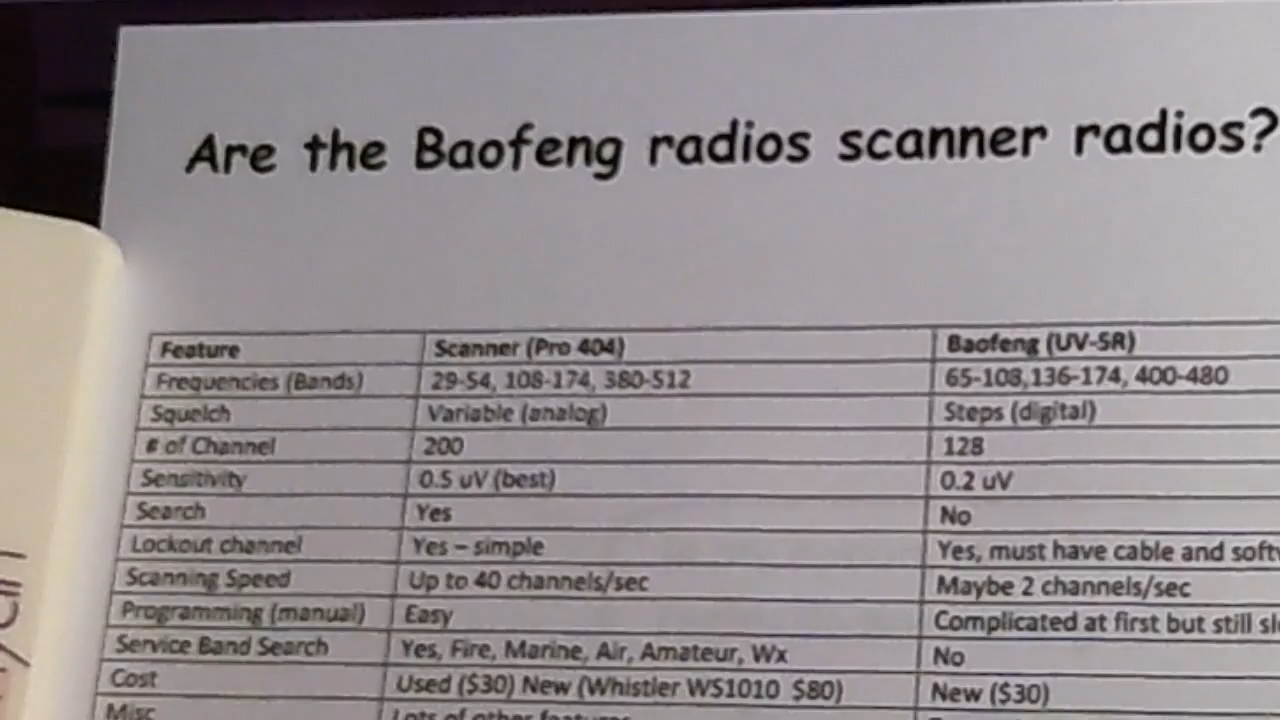 Are the Baofeng radios scanner radios?
Feature Scanner (Pro 404) Baofeng (UV-5R)
Frequencies (Bands) 29-54, 108-174, 380-512 65-108,136-174, 400-480
Squelch Variable (analog) Steps (digital)
# of Channel 200 128
Sensitivity 0.5 uV (best) 0.2 uV
Search Yes No
Lockout channel Yes – simple Yes, must have cable and soft
Scanning Speed Up to 40 channels/sec Maybe 2 channels/sec
Programming (manual) Easy Complicated at first but still
Service Band Search Yes, Fire, Marine, Air, Amateur, Wx No
Cost Used ($30) New (Whistler WS1010 $80) New ($30)
Misc Lots of other features